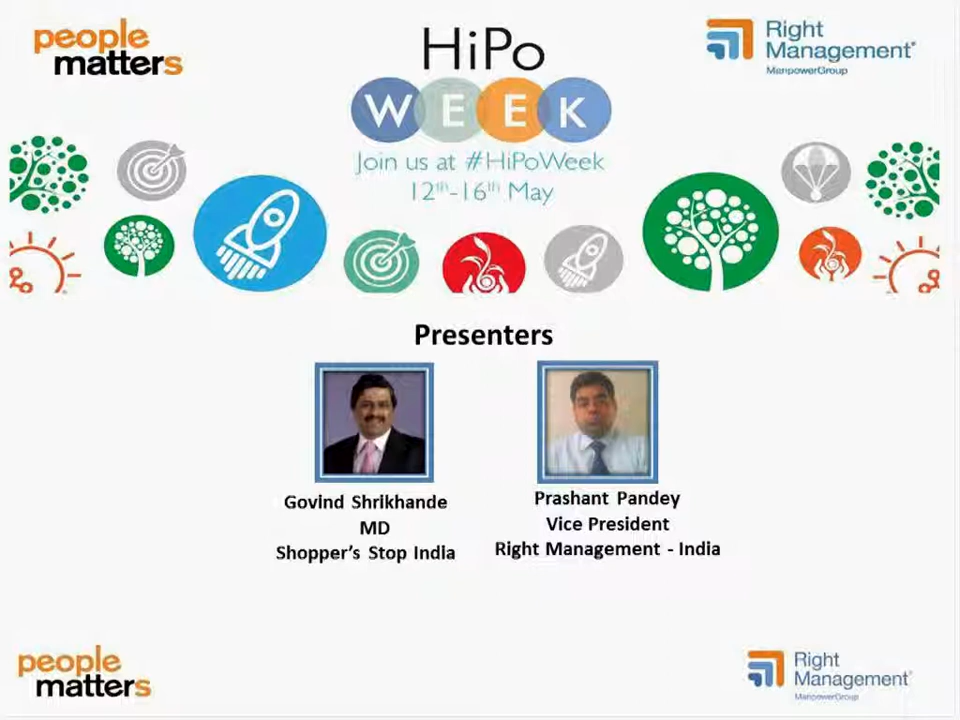 people
matters
HiPo
Right
Management
ManpowerGroup
WEEK
Join us at #HiPoWeek
12th-16th May
Presenters
Govind Shrikhande
MD
Shopper's Stop India
Prashant Pandey
Vice President
Right Management - India
people
matters
Right
Management
ManpowerGroup